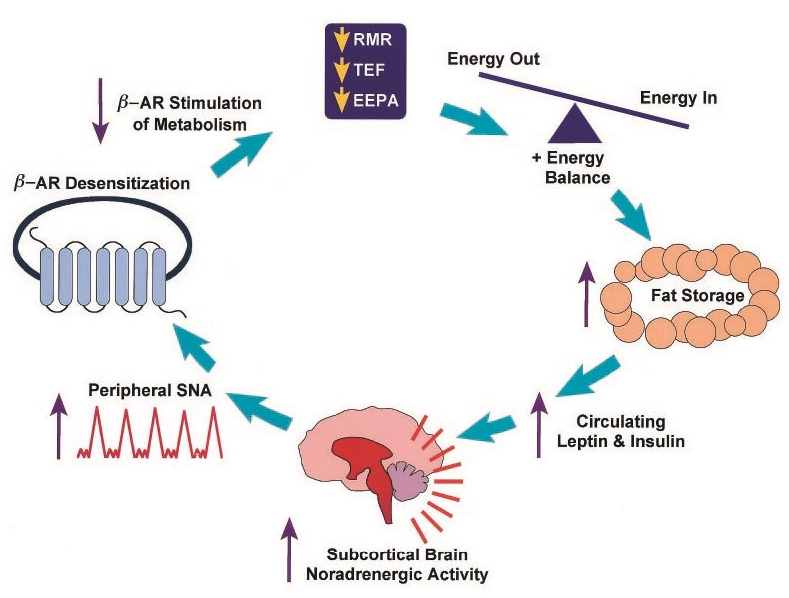 RMR
TEF
EEPA
Energy Out
Energy In
+ Energy
Balance
Fat Storage
Circulating
Leptin & Insulin
Subcortical Brain
Noradrenergic Activity
Peripheral SNA
β–AR Desensitization
β–AR Stimulation
of Metabolism